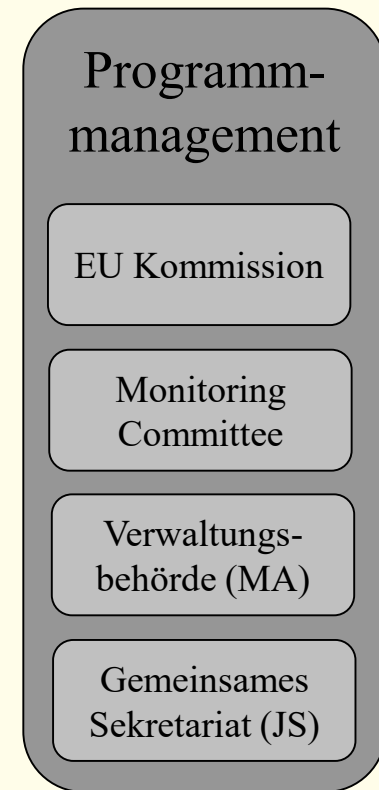 Programm-
management
EU Kommission
Monitoring
Committee
Verwaltungs-
behörde (MA)
Gemeinsames
Sekretariat (JS)